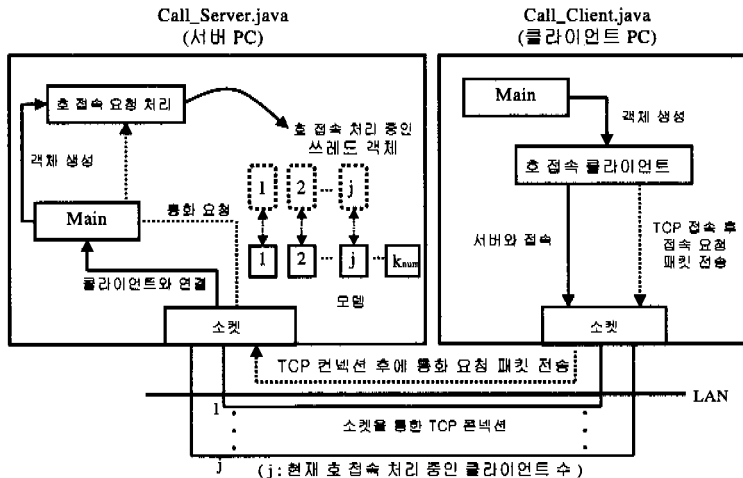 Call_Server.java
(서버 PC)
Call_Client.java
(클라이언트 PC)
호 접속 요청 처리
호 접속 처리 중인
쓰레드 객체
객체 생성
1 2 j
Main
통화 요청
1 2 j knum
모뎀
클라이언트와 연결
소켓
Main
객체 생성
호 접속 클라이언트
서버와 접속
TCP 접속 후
접속 요청
패킷 전송
소켓
TCP 컨넥션 후에 통화 요청 패킷 전송
LAN
1
소켓을 통한 TCP 콘넥션
j
(j:현재 호 접속 처리 중인 클라이언트 수)